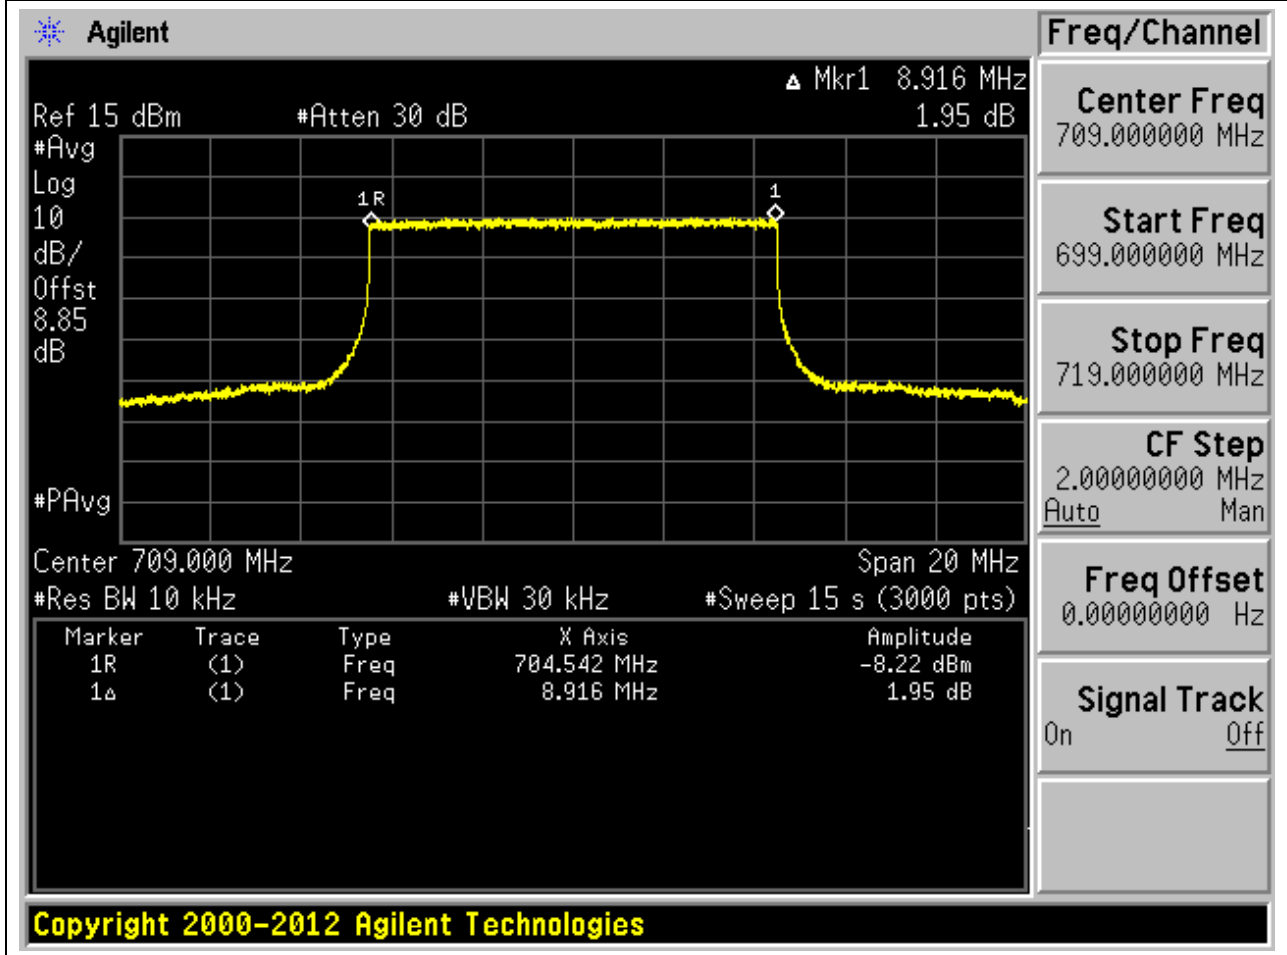 Agilent
Freq/Channel
Δ Mkr1 8.916 MHz
Ref 15 dBm #Atten 30 dB 1.95 dB
#Avg
Log
10
dB/
Offst
8.85
dB
1R
1
#PAvg
Center 709.000 MHz Span 20 MHz
#Res BW 10 kHz #VBW 30 kHz #Sweep 15 s (3000 pts)
Marker Trace Type X Axis Amplitude
1R (1) Freq 704.542 MHz -8.22 dBm
1Δ (1) Freq 8.916 MHz 1.95 dB
Center Freq
709.000000 MHz
Start Freq
699.000000 MHz
Stop Freq
719.000000 MHz
CF Step
2.00000000 MHz
Auto Man
Freq Offset
0.00000000 Hz
Signal Track
On Off
Copyright 2000-2012 Agilent Technologies